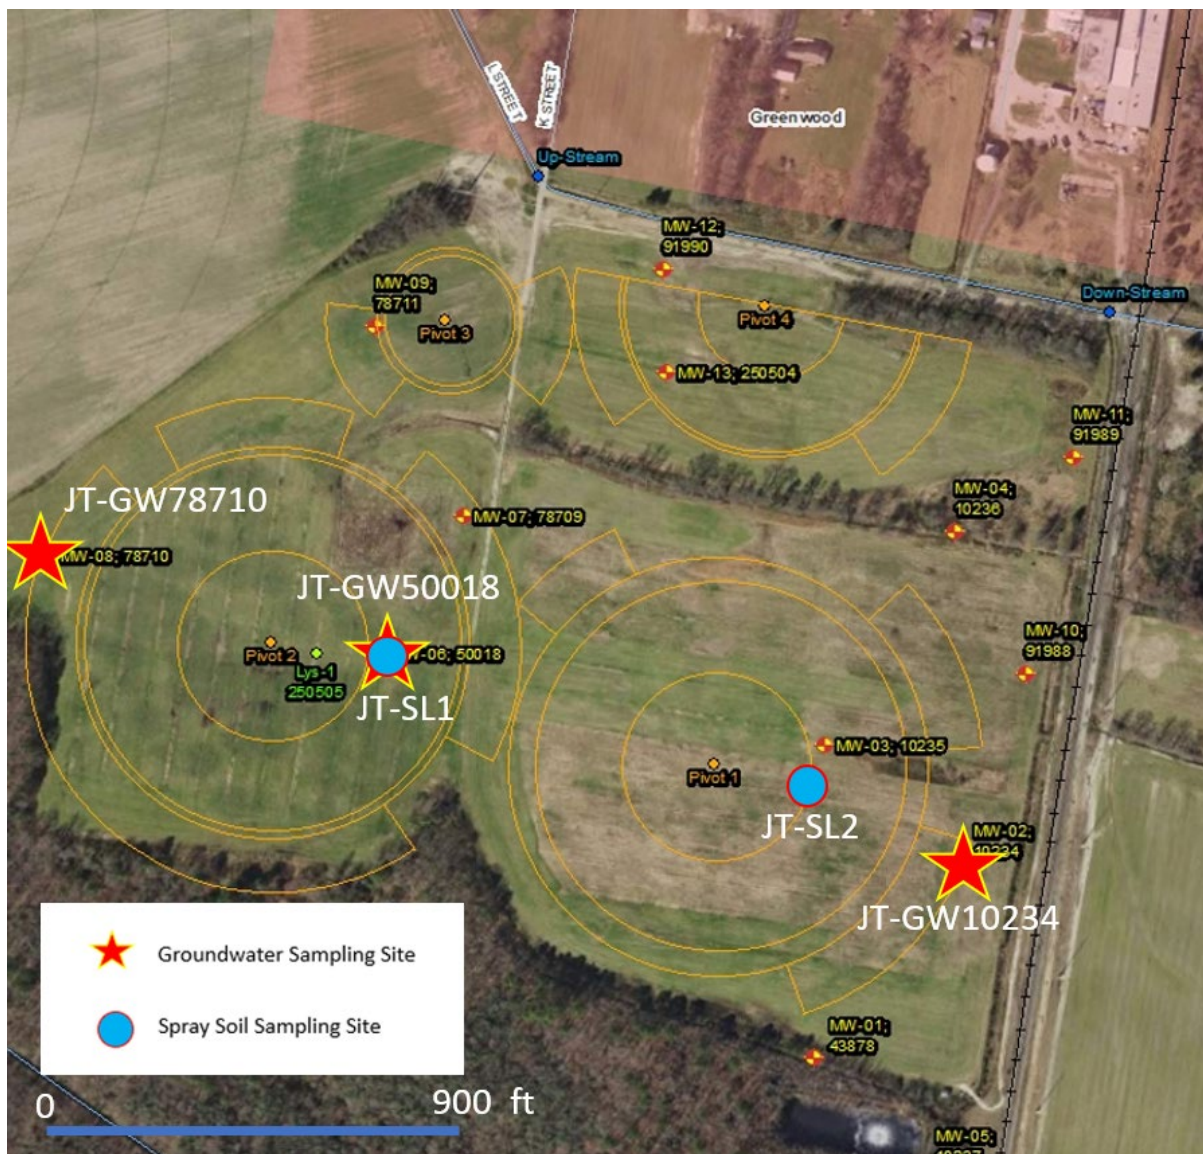 L STREET
K STREET
Greenwood
Up-Stream
MW-12;
91990
MW-09;
78711
Down-Stream
Pivot 3
Pivot 4
MW-13; 250504
MW-11;
91989
JT-GW78710
MW-04;
10236
MW-07; 78709
MW-08; 78710
JT-GW50018
Pivot 2
Lys-1
250505
-06; 50018
MW-10;
91988
JT-SL1
MW-03; 10235
Pivot 1
JT-SL2
MW-02;
10234
JT-GW10234
Groundwater Sampling Site
Spray Soil Sampling Site
MW-01;
43878
0
900 ft
MW-05;